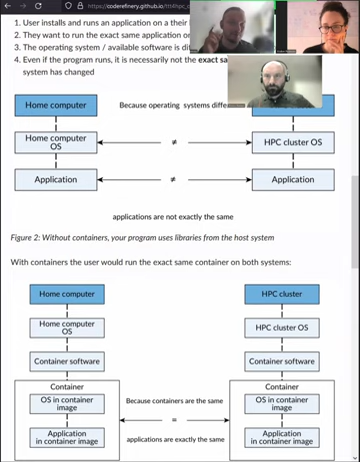 https://coderefinery.github.io/ttt4hpc_c
1. User installs and runs an application on their
2. They want to run the exact same application or
3. The operating system / available software is dif
4. Even if the program runs, it is necessarily not the exact sa
system has changed
Home computer
Because operating systems diffe
Home computer
OS
≠
HPC cluster OS
Application
≠
Application
applications are not exactly the same
Figure 2: Without containers, your program uses libraries from the host system
With containers the user would run the exact same container on both systems:
Home computer
HPC cluster
Home computer
OS
HPC cluster OS
Container software
Container software
Container
Container
OS in container
image
Because containers are the same
OS in container
image
=
Application
in container image
applications are exactly the same
Application
in container image